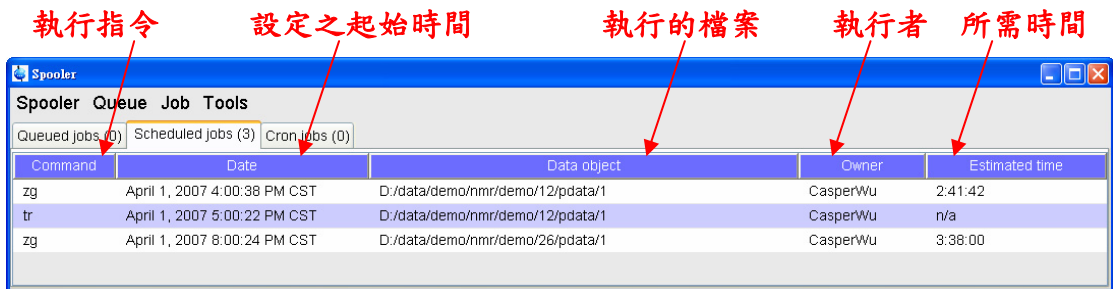 執行指令 設定之起始時間 執行的檔案 執行者 所需時間
Spooler
Spooler Queue Job Tools
Queued jobs (0) Scheduled jobs (3) Cron jobs (0)
Command Date Data object Owner Estimated time
zg April 1, 2007 4:00:38 PM CST D:/data/demo/nmr/demo/12/pdata/1 CasperWu 2:41:42
tr April 1, 2007 5:00:22 PM CST D:/data/demo/nmr/demo/12/pdata/1 CasperWu n/a
zg April 1, 2007 8:00:24 PM CST D:/data/demo/nmr/demo/26/pdata/1 CasperWu 3:38:00